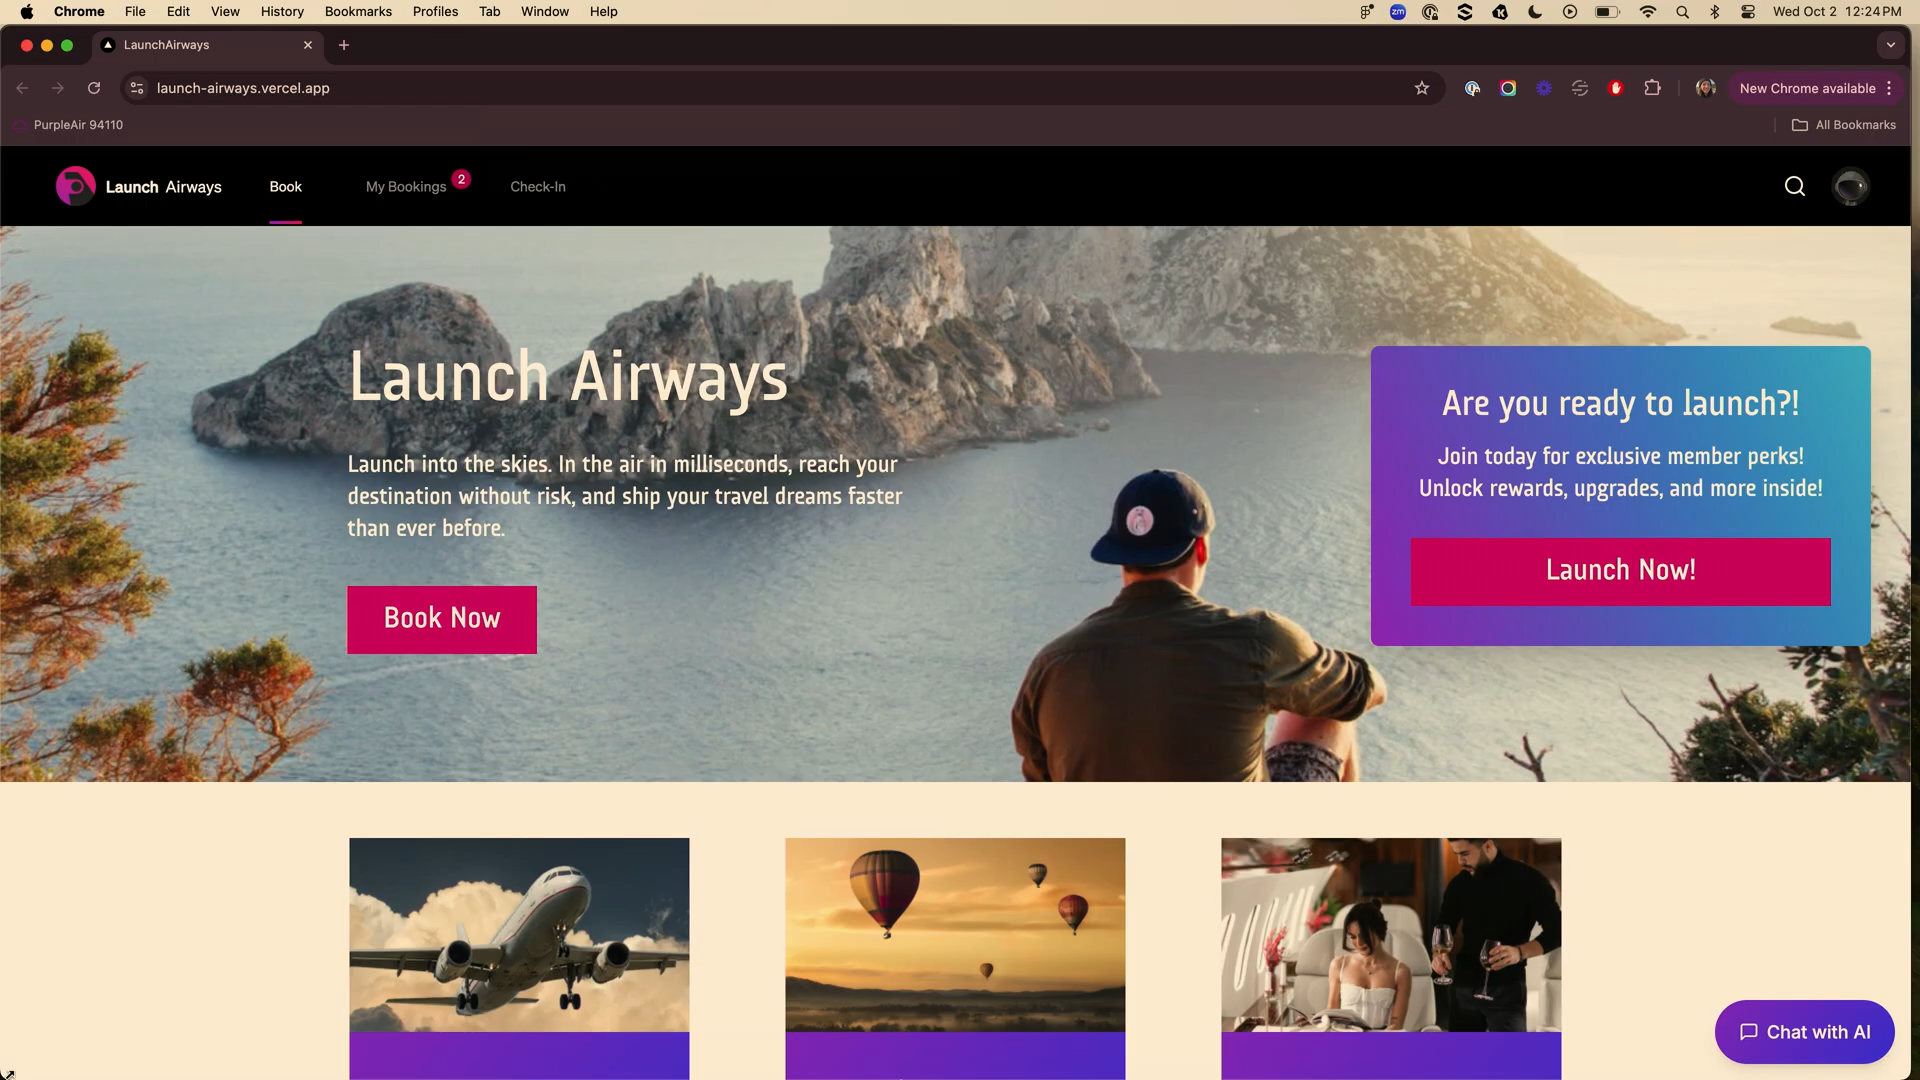 Chrome File Edit View History Bookmarks Profiles Tab Window Help zm Wed Oct 2 12:24 PM
LaunchAirways
launch-airways.vercel.app New Chrome available
PurpleAir 94110 All Bookmarks
Launch Airways Book My Bookings 2 Check-In
Launch Airways
Launch into the skies. In the air in milliseconds, reach your
destination without risk, and ship your travel dreams faster
than ever before.
Book Now
Are you ready to launch?!
Join today for exclusive member perks!
Unlock rewards, upgrades, and more inside!
Launch Now!
Chat with AI